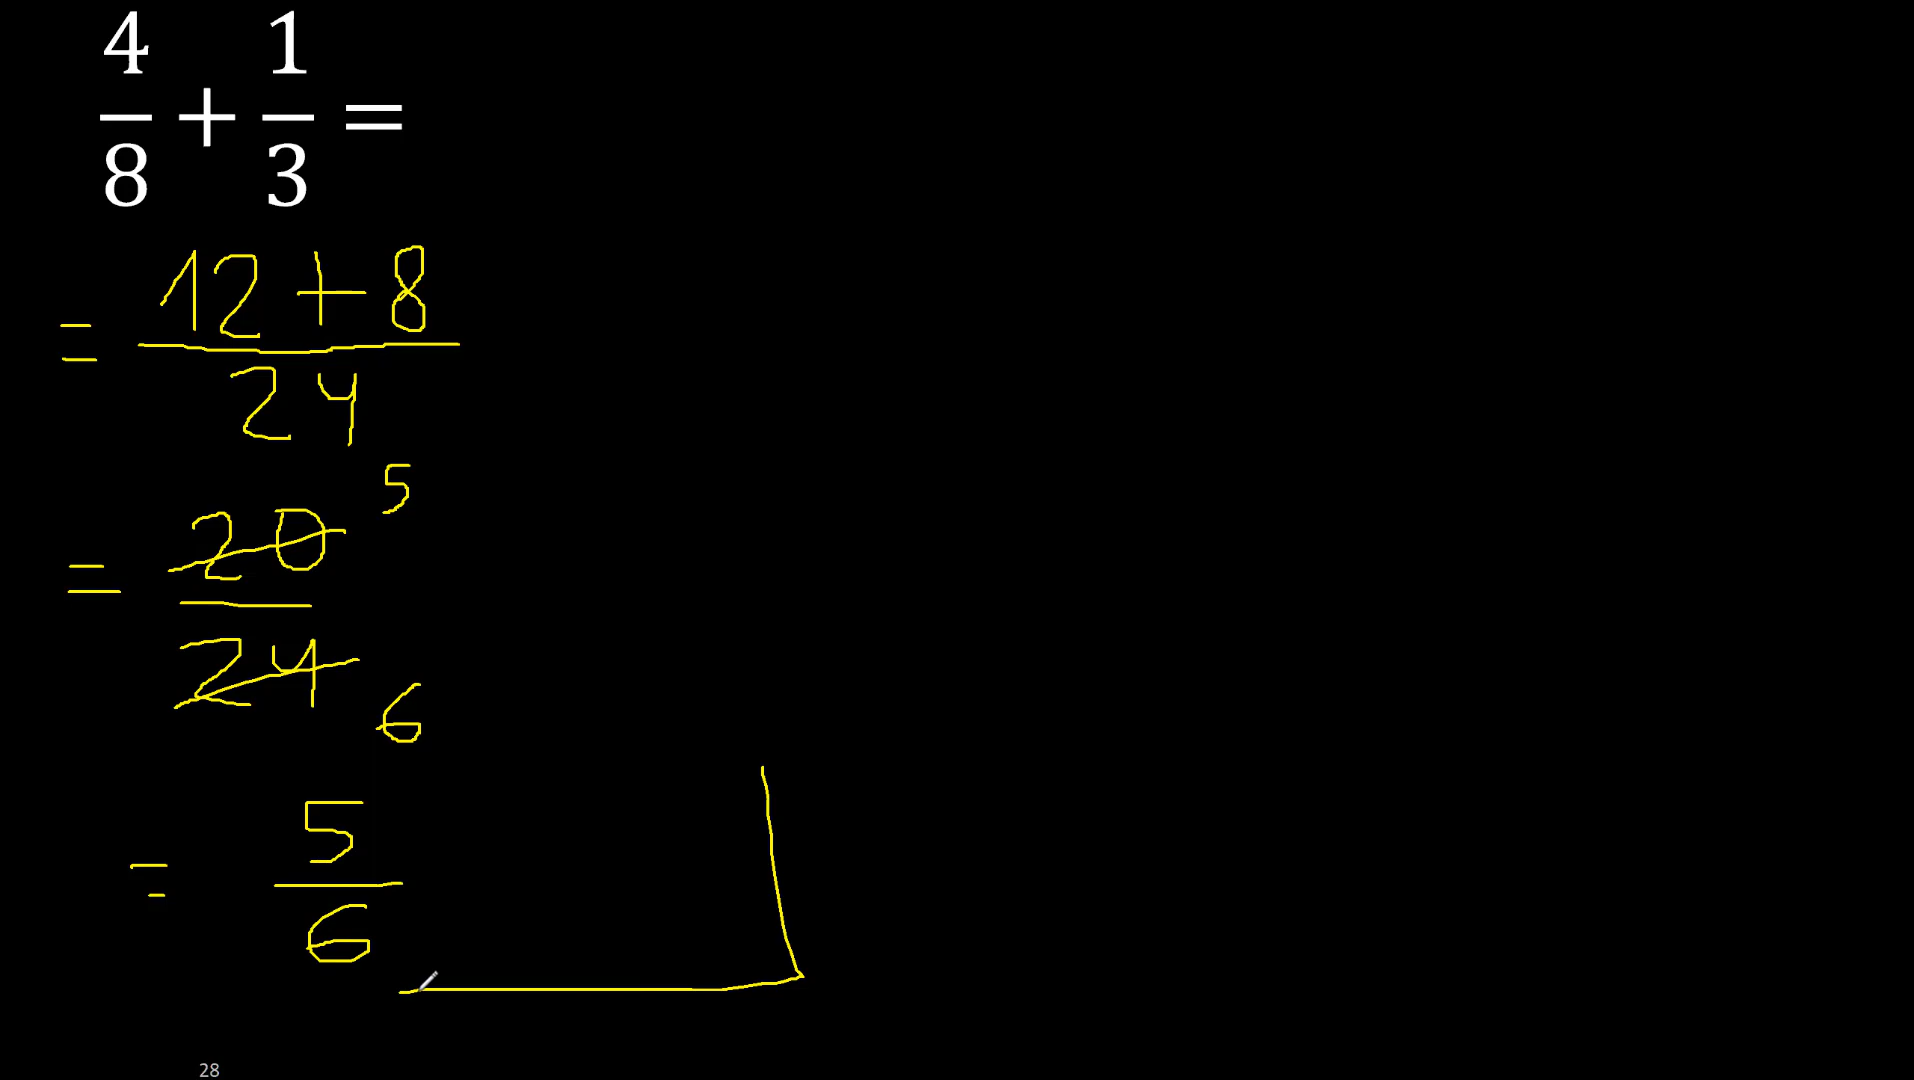 4/8 + 1/3 =
= 12 + 8 / 24
= 20/24 5 6
= 5/6
28